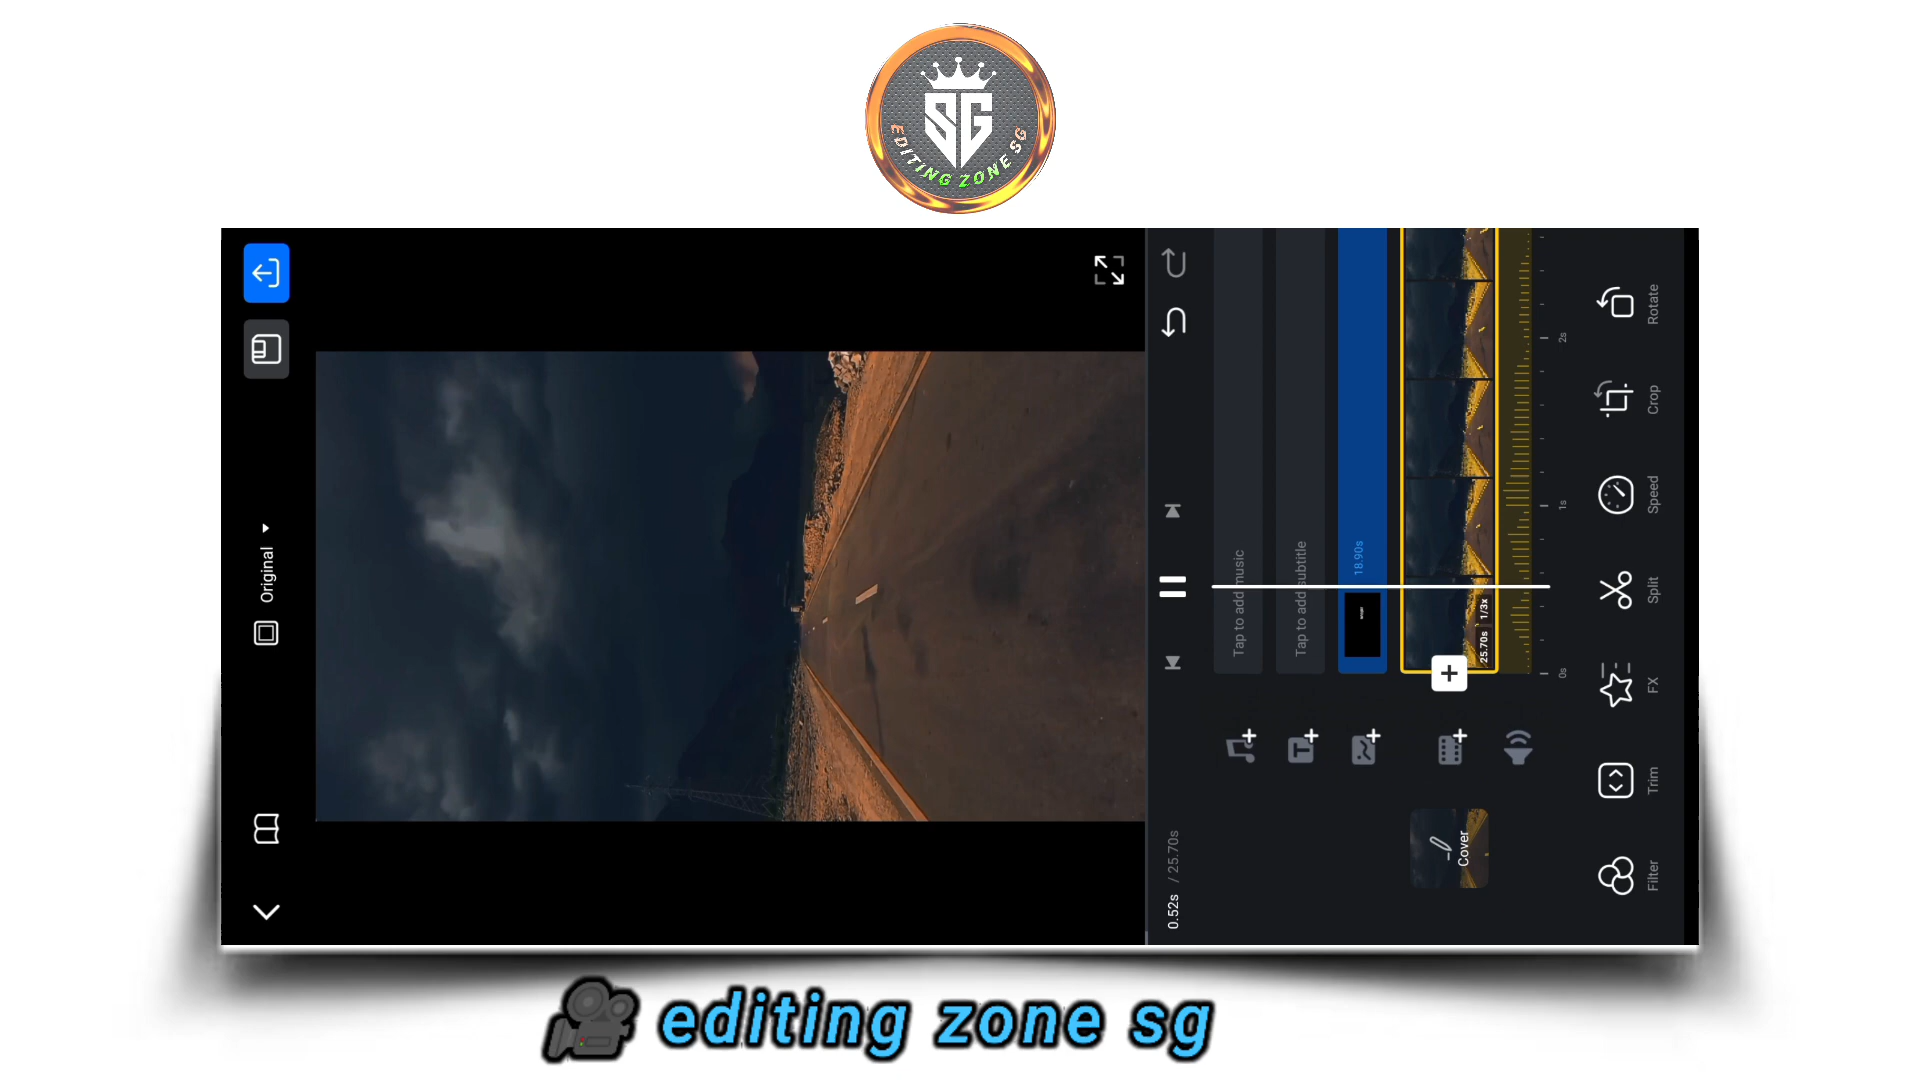 SG
EDITING ZONE SG
Original
0.52s / 25.70s
Tap to add music
Tap to add subtitle
18.90s
25.70s 1/3x
Cover
0s
1s
2s
Filter
Trim
FX
Split
Speed
Crop
Rotate
editing zone sg